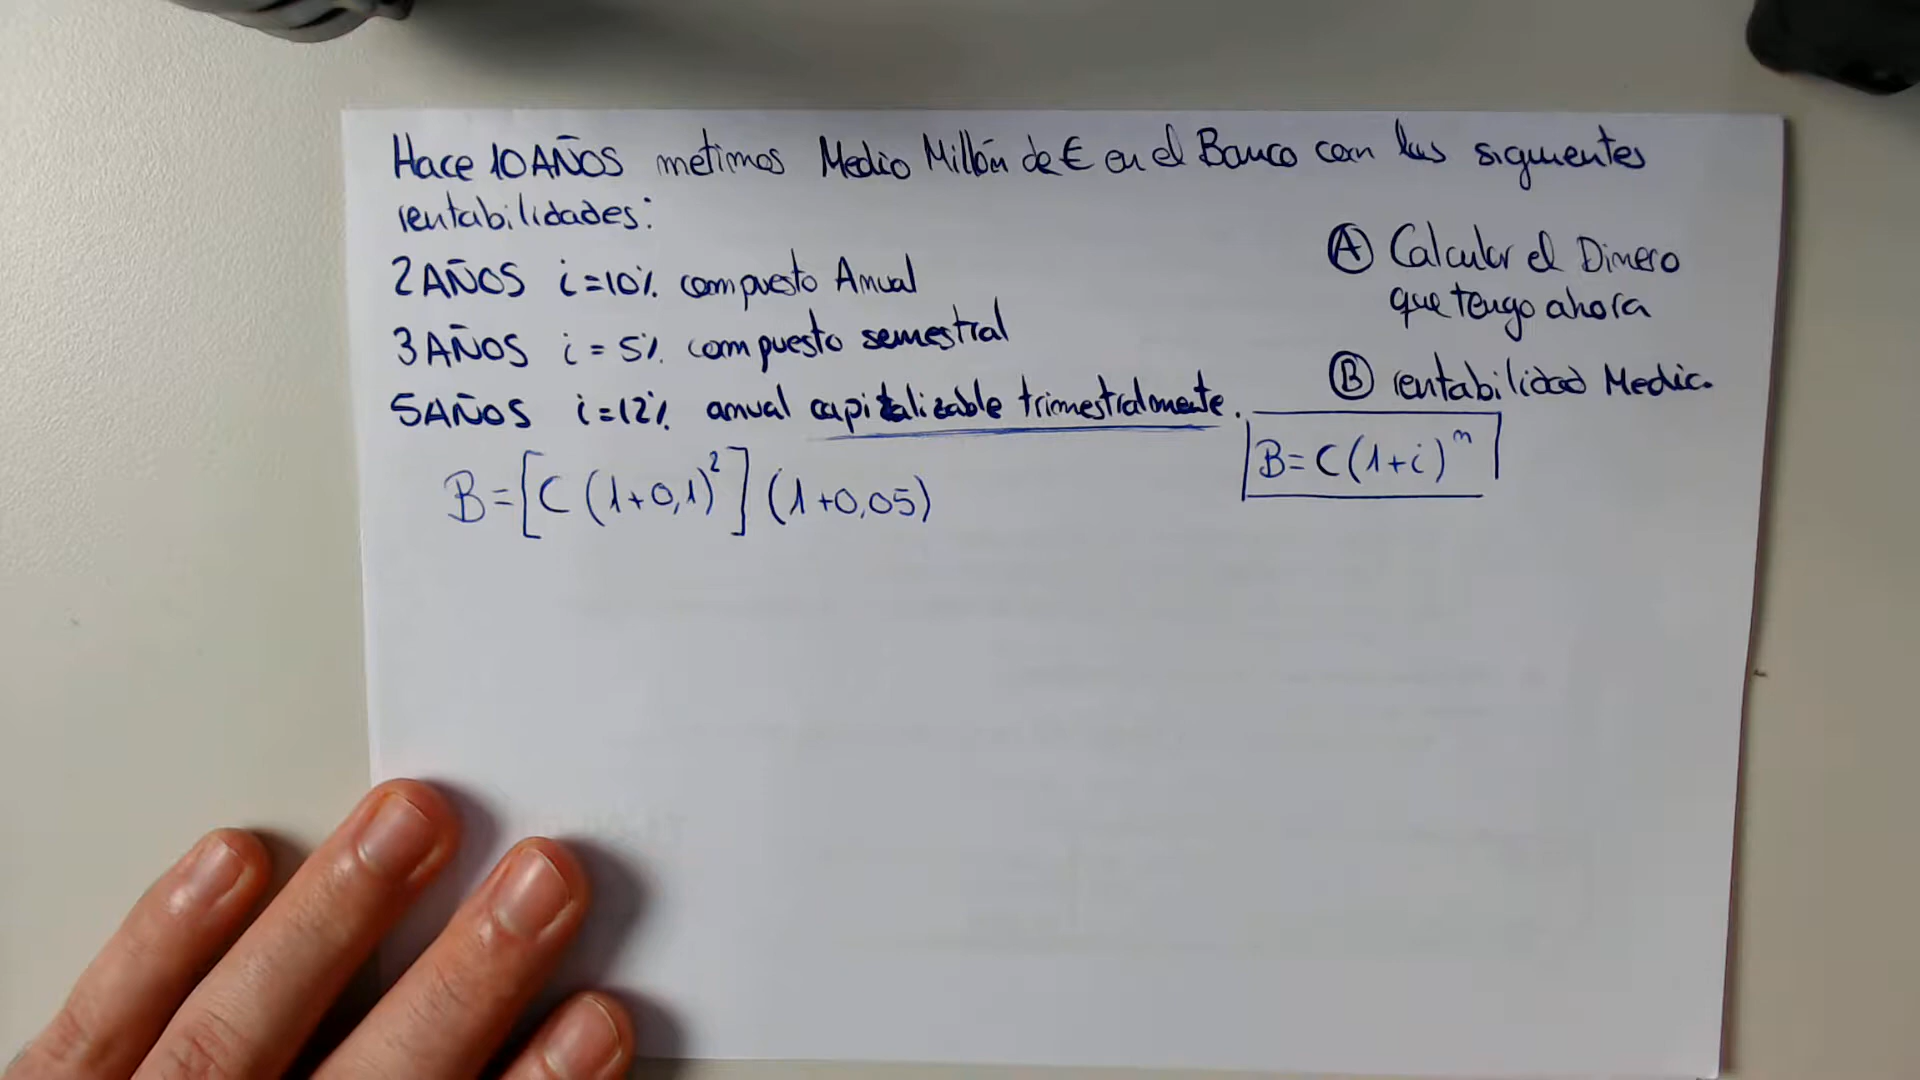 Hace 10 AÑOS metimos Medio Millón de € en el Banco con las siguientes
rentabilidades:
2 AÑOS i=10% compuesto Anual
3 AÑOS i = 5% compuesto semestral
5 AÑOS i=12% anual capitalizable trimestralmente.
Ⓐ Calcular el Dinero
que tengo ahora
Ⓑ rentabilidad Media.
B=C(1+i)^n
B=[C(1+0,1)^2](1+0,05)